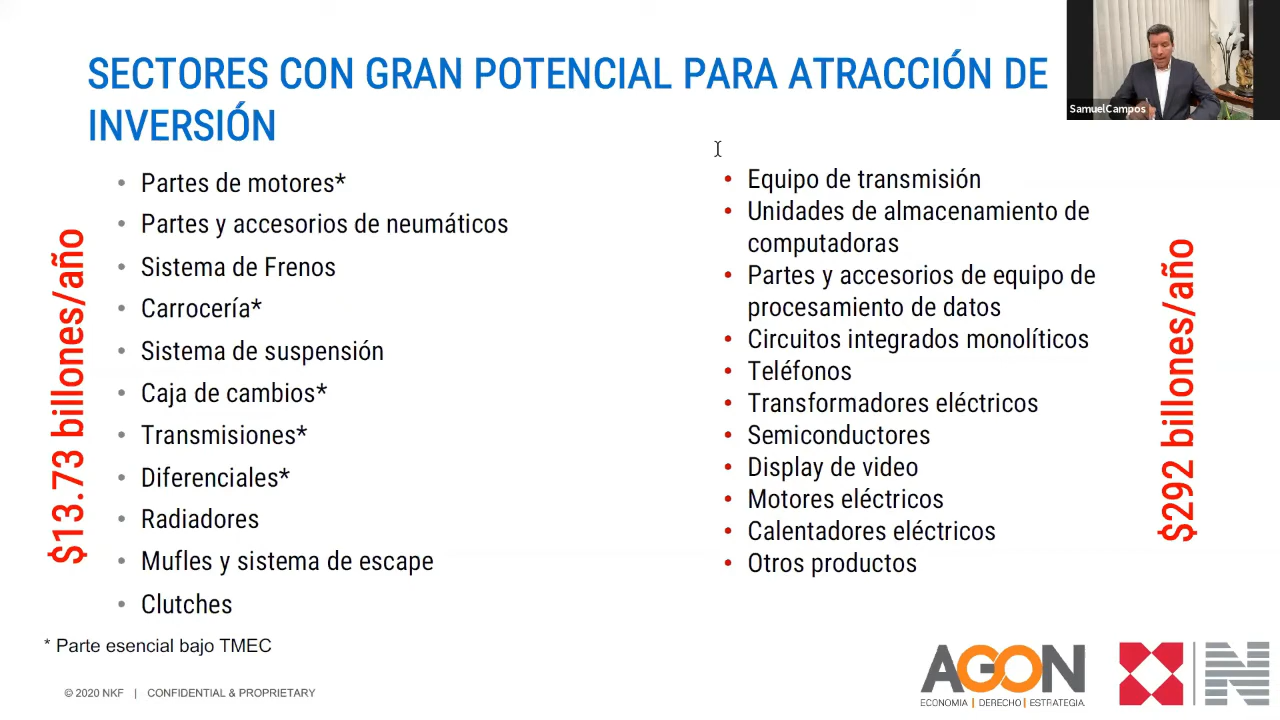 SECTORES CON GRAN POTENCIAL PARA ATRACCIÓN DE
INVERSIÓN
SamuelCampos
$13.73 billones/año
Partes de motores*
Partes y accesorios de neumáticos
Sistema de Frenos
Carrocería*
Sistema de suspensión
Caja de cambios*
Transmisiones*
Diferenciales*
Radiadores
Mufles y sistema de escape
Clutches
* Parte esencial bajo TMEC
Equipo de transmisión
Unidades de almacenamiento de
computadoras
Partes y accesorios de equipo de
procesamiento de datos
Circuitos integrados monolíticos
Teléfonos
Transformadores eléctricos
Semiconductores
Display de video
Motores eléctricos
Calentadores eléctricos
Otros productos
$292 billones/año
© 2020 NKF | CONFIDENTIAL & PROPRIETARY
AGON
ECONOMIA | DERECHO | ESTRATEGIA
N